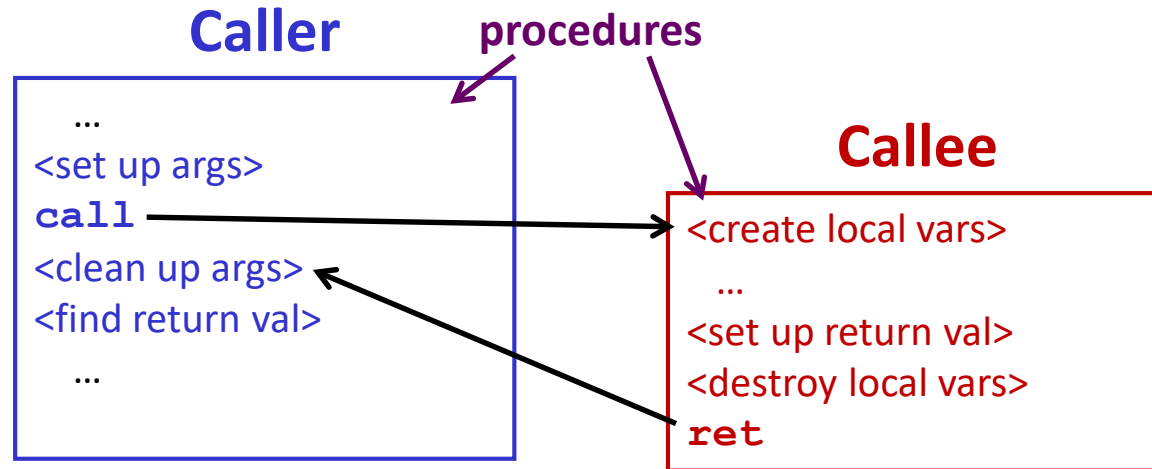 Caller
procedures
...
<set up args>
call
<clean up args>
<find return val>
...
Callee
<create local vars>
...
<set up return val>
<destroy local vars>
ret